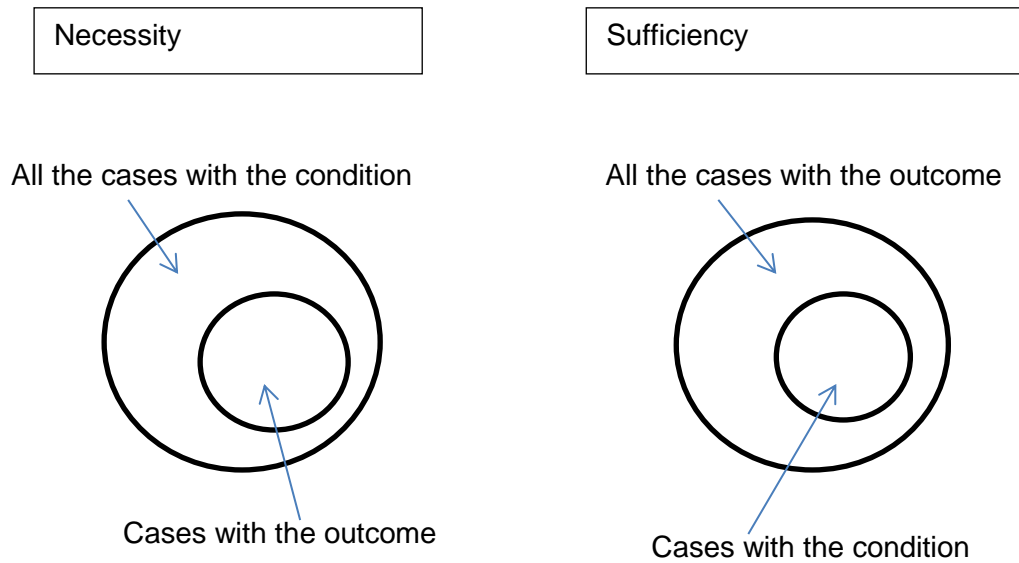 Necessity
Sufficiency
All the cases with the condition
All the cases with the outcome
Cases with the outcome
Cases with the condition